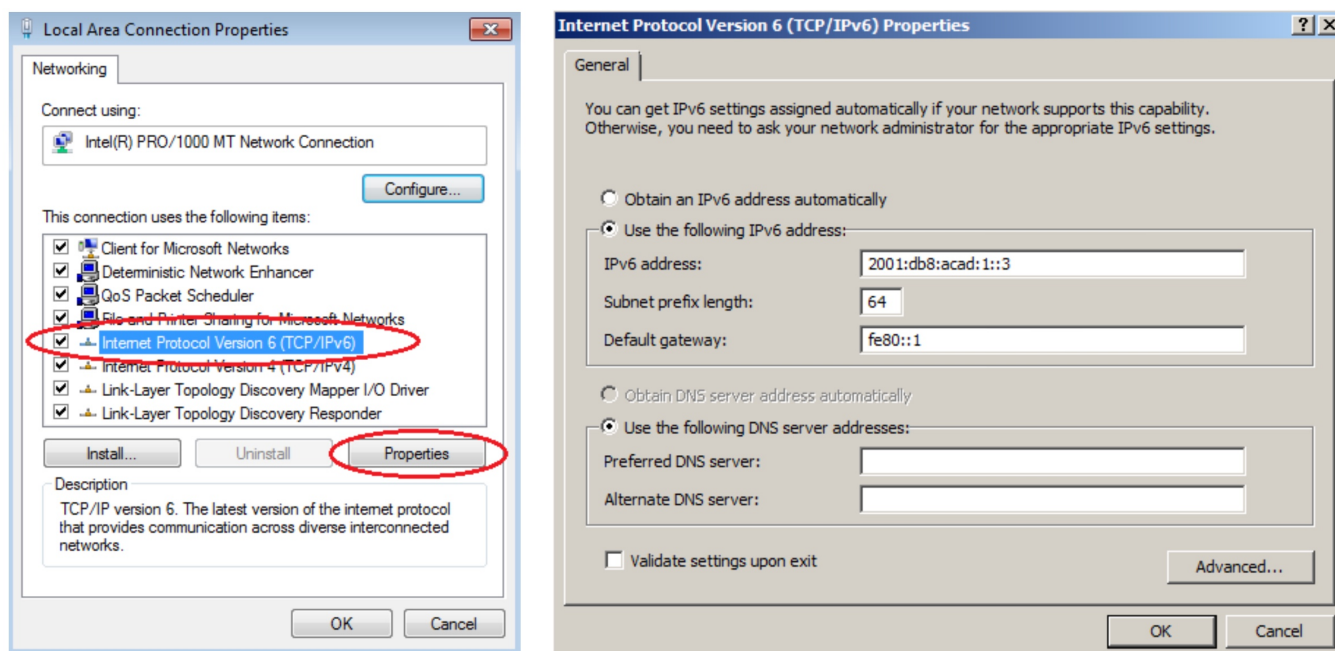 Local Area Connection Properties
Networking
Connect using:
Intel(R) PRO/1000 MT Network Connection
Configure...
This connection uses the following items:
Client for Microsoft Networks
Deterministic Network Enhancer
QoS Packet Scheduler
File and Printer Sharing for Microsoft Networks
Internet Protocol Version 6 (TCP/IPv6)
Internet Protocol Version 4 (TCP/IPv4)
Link-Layer Topology Discovery Mapper I/O Driver
Link-Layer Topology Discovery Responder
Install...
Uninstall
Properties
Description
TCP/IP version 6. The latest version of the internet protocol
that provides communication across diverse interconnected
networks.
OK
Cancel
Internet Protocol Version 6 (TCP/IPv6) Properties
General
You can get IPv6 settings assigned automatically if your network supports this capability.
Otherwise, you need to ask your network administrator for the appropriate IPv6 settings.
Obtain an IPv6 address automatically
Use the following IPv6 address:
IPv6 address:
2001:db8:acad:1::3
Subnet prefix length:
64
Default gateway:
fe80::1
Obtain DNS server address automatically
Use the following DNS server addresses:
Preferred DNS server:
Alternate DNS server:
Validate settings upon exit
Advanced...
OK
Cancel